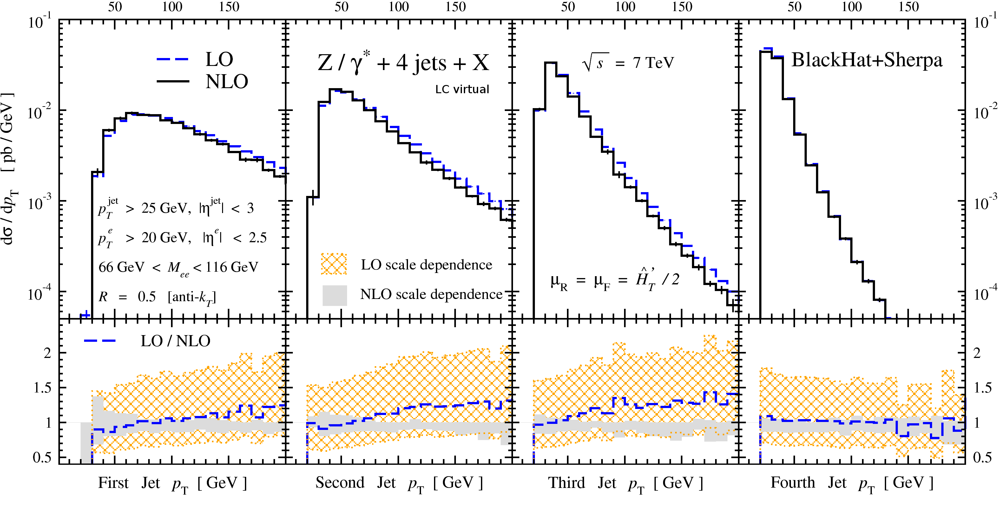 50 100 150 50 100 150 50 100 150 50 100 150
10^-1 10^-1
LO
NLO
Z / γ* + 4 jets + X
LC virtual
√s = 7 TeV
BlackHat+Sherpa
dσ / dp_T [ pb / GeV ]
10^-2 10^-2
10^-3 10^-3
10^-4 10^-4
p_T^jet > 25 GeV, |η^jet| < 3
p_T^e > 20 GeV, |η^e| < 2.5
66 GeV < M_ee < 116 GeV
R = 0.5 [anti-k_T]
LO scale dependence
NLO scale dependence
μ_R = μ_F = Ĥ_T' / 2
LO / NLO
2 2
1.5 1.5
1 1
0.5 0.5
First Jet p_T [ GeV ]
Second Jet p_T [ GeV ]
Third Jet p_T [ GeV ]
Fourth Jet p_T [ GeV ]